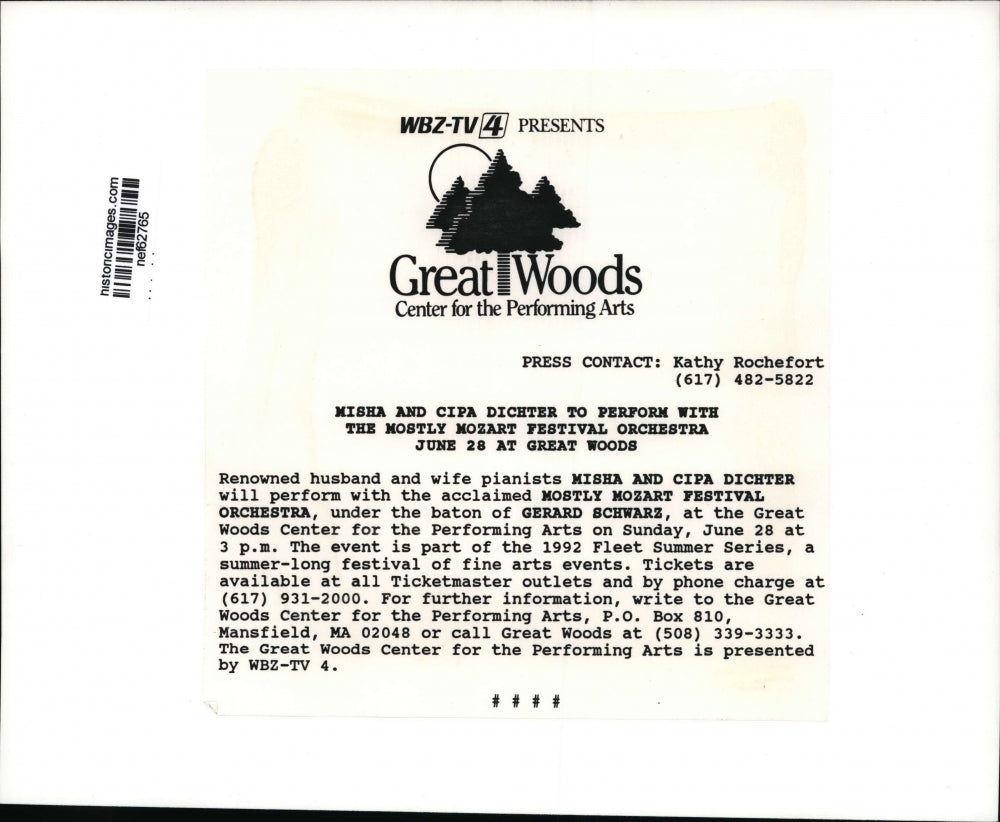 WBZ-TV 4 PRESENTS
Great Woods
Center for the Performing Arts
historicimages.com
nef62765
PRESS CONTACT: Kathy Rochefort
(617) 482-5822
MISHA AND CIPA DICHTER TO PERFORM WITH
THE MOSTLY MOZART FESTIVAL ORCHESTRA
JUNE 28 AT GREAT WOODS
Renowned husband and wife pianists MISHA AND CIPA DICHTER
will perform with the acclaimed MOSTLY MOZART FESTIVAL
ORCHESTRA, under the baton of GERARD SCHWARZ, at the Great
Woods Center for the Performing Arts on Sunday, June 28 at
3 p.m. The event is part of the 1992 Fleet Summer Series, a
summer-long festival of fine arts events. Tickets are
available at all Ticketmaster outlets and by phone charge at
(617) 931-2000. For further information, write to the Great
Woods Center for the Performing Arts, P.O. Box 810,
Mansfield, MA 02048 or call Great Woods at (508) 339-3333.
The Great Woods Center for the Performing Arts is presented
by WBZ-TV 4.
# # # #